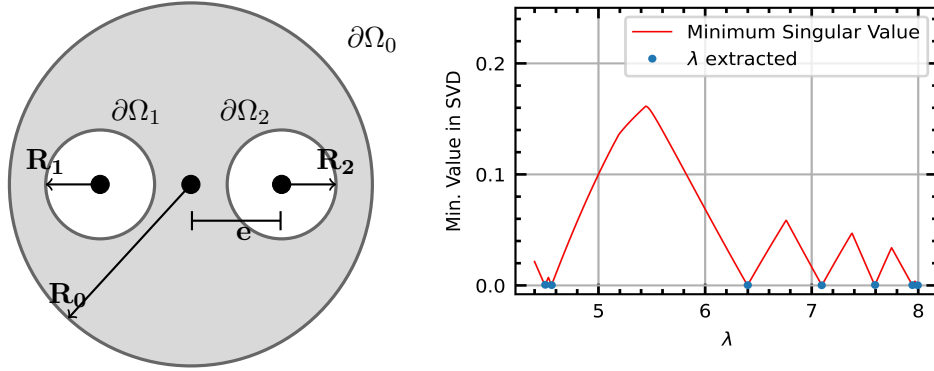 ∂Ω₀
∂Ω₁
∂Ω₂
R₁
R₂
e
R₀
Minimum Singular Value
λ extracted
Min. Value in SVD
0.2
0.1
0.0
5
6
7
8
λ